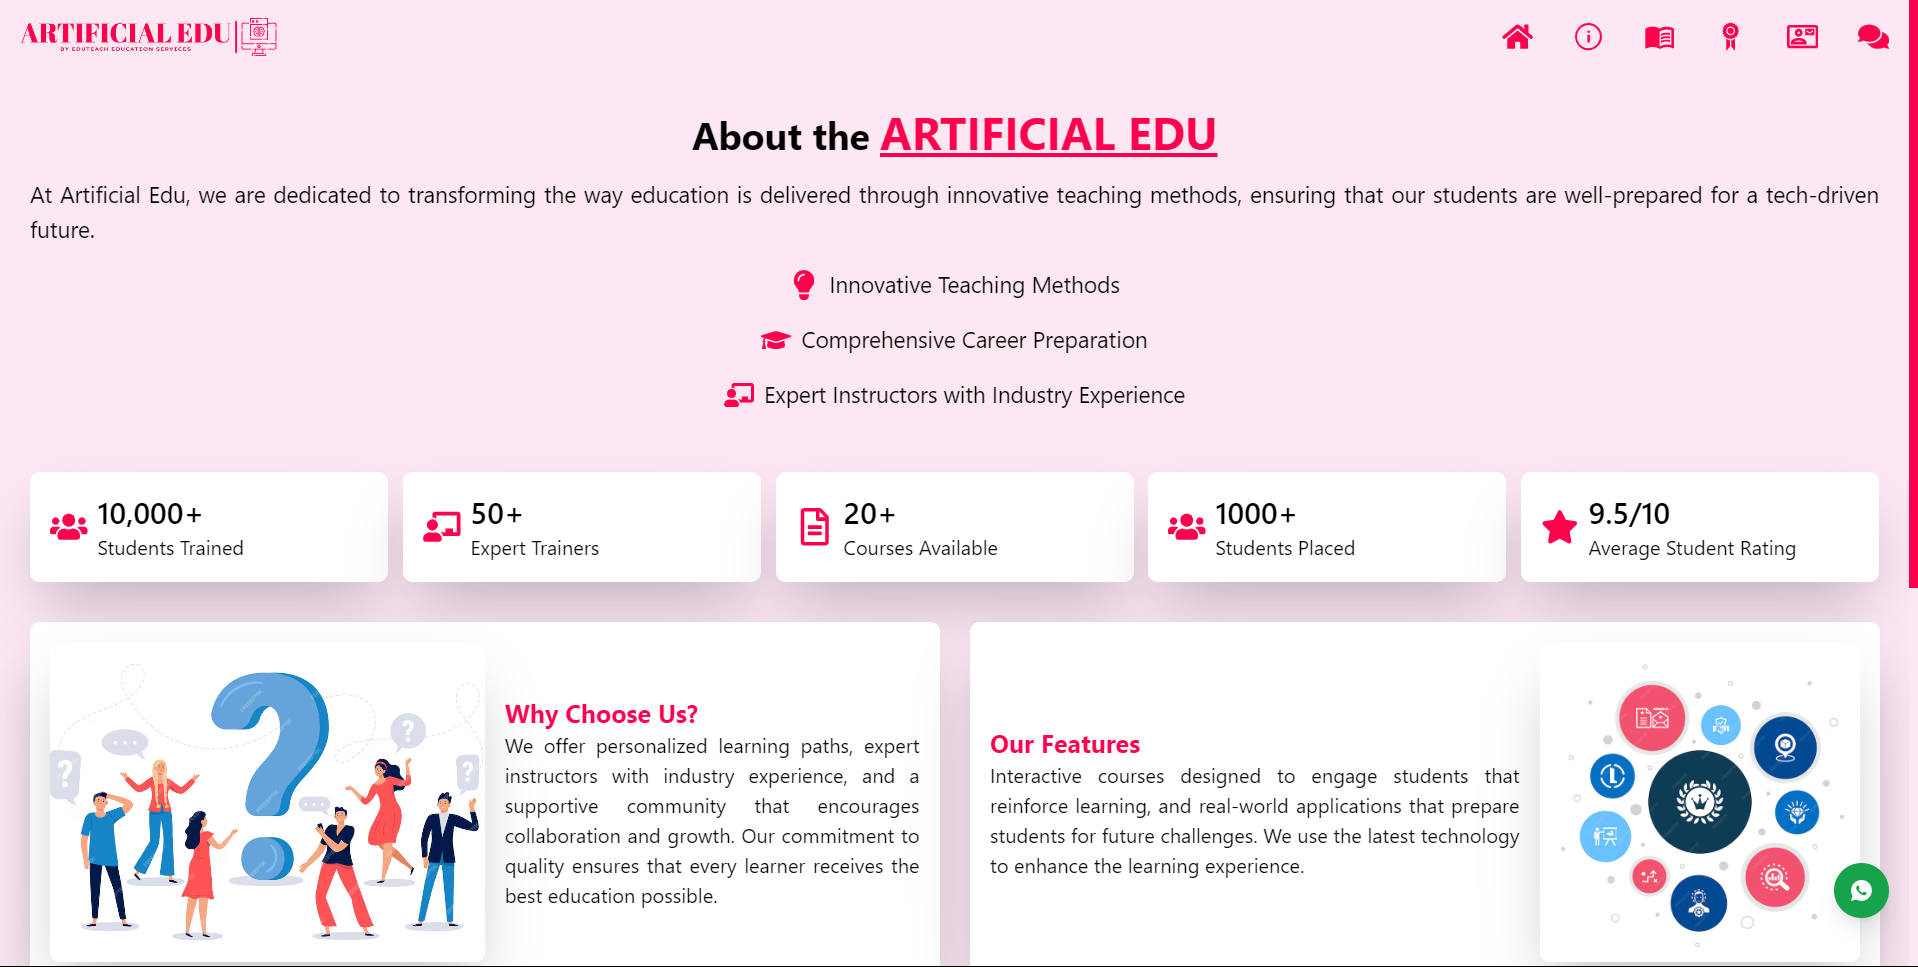 ARTIFICIAL EDU
BY EDUTEACH EDUCATION SERVICES
About the ARTIFICIAL EDU
At Artificial Edu, we are dedicated to transforming the way education is delivered through innovative teaching methods, ensuring that our students are well-prepared for a tech-driven
future.
Innovative Teaching Methods
Comprehensive Career Preparation
Expert Instructors with Industry Experience
10,000+
Students Trained
50+
Expert Trainers
20+
Courses Available
1000+
Students Placed
9.5/10
Average Student Rating
Why Choose Us?
We offer personalized learning paths, expert
instructors with industry experience, and a
supportive community that encourages
collaboration and growth. Our commitment to
quality ensures that every learner receives the
best education possible.
Our Features
Interactive courses designed to engage students that
reinforce learning, and real-world applications that prepare
students for future challenges. We use the latest technology
to enhance the learning experience.